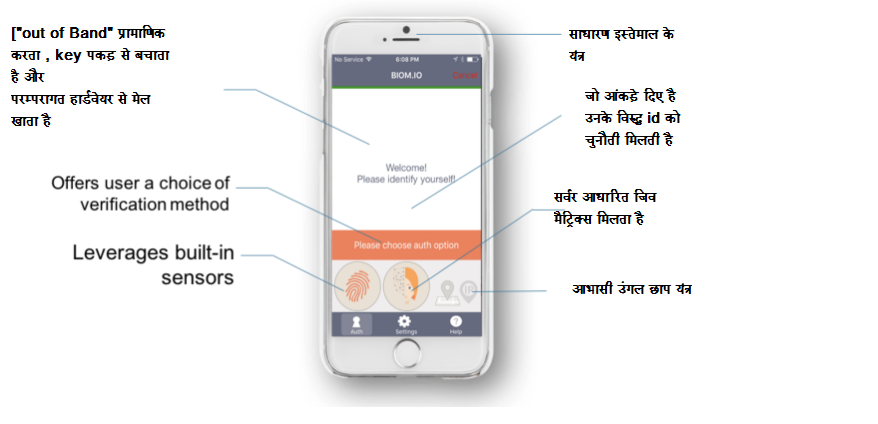 ["out of Band" प्रामाणिक
करता , key पकड़ से बचाता
है और
परम्परागत हार्डवेयर से मेल
खाता है
Offers user a choice of
verification method
Leverages built-in
sensors
No Service
6:08 PM
BIOM.IO
Cancel
Welcome!
Please identify yourself!
Please choose auth option
Auth
Settings
Help
साधारण इस्तेमाल के
यंत्र
जो आंकड़े दिए है
उनके विरुद्ध id को
चुनौती मिलती है
सर्वर आधारित जिव
मैट्रिक्स मिलता है
आभासी उंगल छाप यंत्र